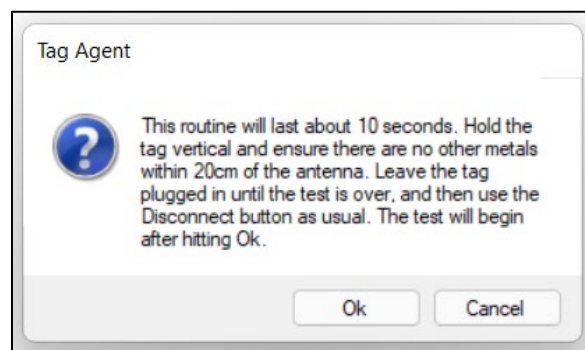 Tag Agent
This routine will last about 10 seconds. Hold the
tag vertical and ensure there are no other metals
within 20cm of the antenna. Leave the tag
plugged in until the test is over, and then use the
Disconnect button as usual. The test will begin
after hitting Ok.
Ok
Cancel